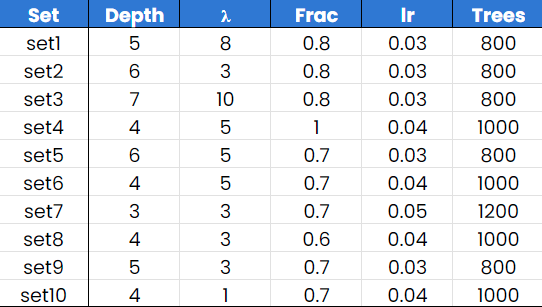 Set Depth λ Frac lr Trees
set1 5 8 0.8 0.03 800
set2 6 3 0.8 0.03 800
set3 7 10 0.8 0.03 800
set4 4 5 1 0.04 1000
set5 6 5 0.7 0.03 800
set6 4 5 0.7 0.04 1000
set7 3 3 0.7 0.05 1200
set8 4 3 0.6 0.04 1000
set9 5 3 0.7 0.03 800
set10 4 1 0.7 0.04 1000